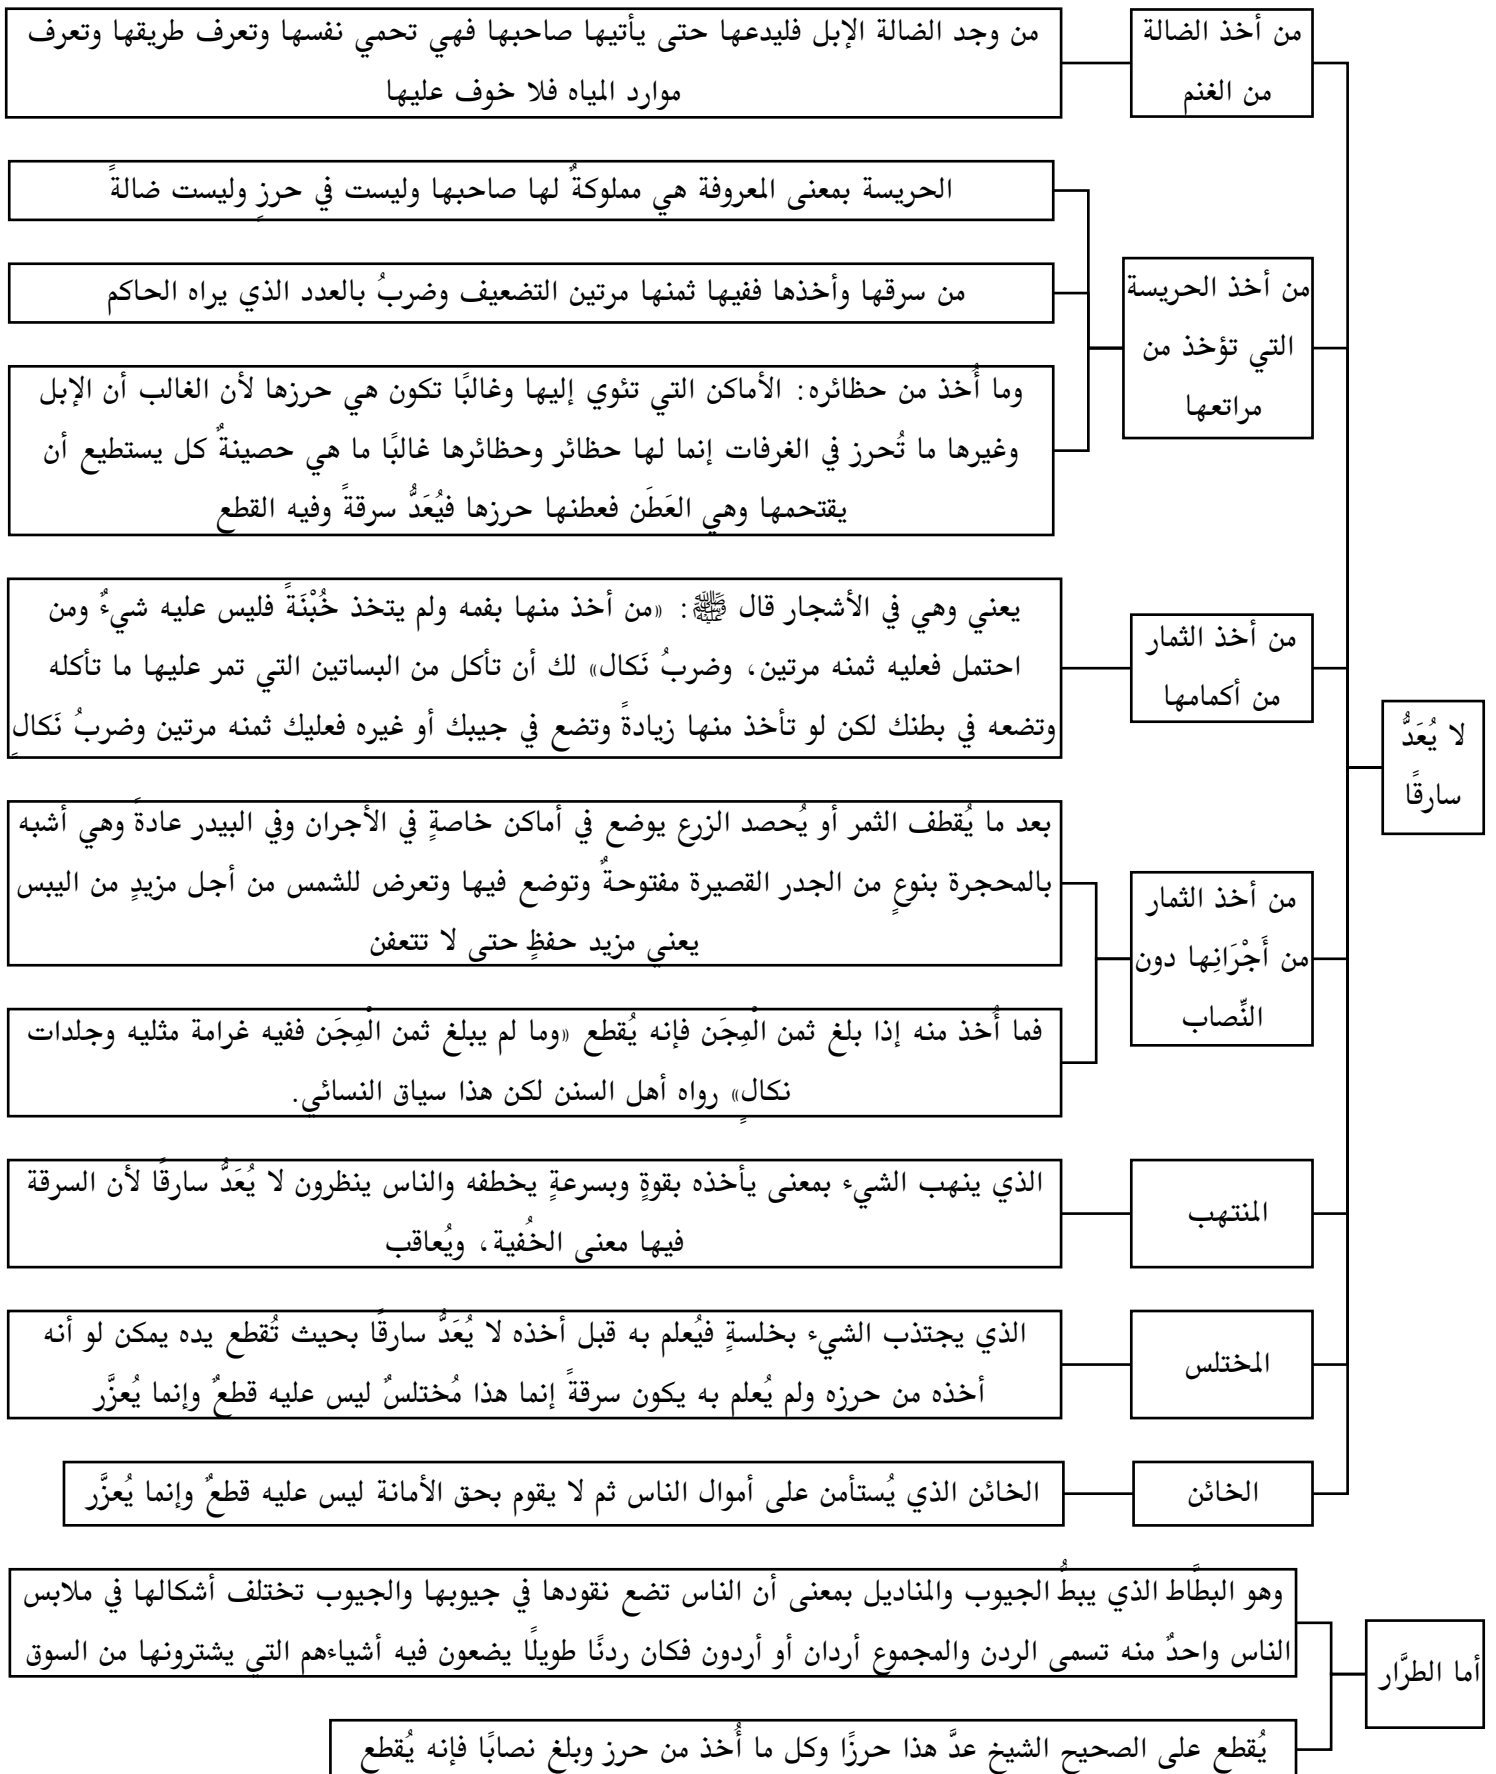 من أخذ الضالة
من الغنم
من وجد الضالة الإبل فليدعها حتى يأتيها صاحبها فهي تحمي نفسها وتعرف طريقها وتعرف
موارد المياه فلا خوف عليها
من أخذ الحريسة
التي تؤخذ من
مراتعها
الحريسة بمعنى المعروفة هي مملوكةٌ لها صاحبها وليست في حرزٍ وليست ضالةً
من سرقها وأخذها ففيها ثمنها مرتين التضعيف وضربُ بالعدد الذي يراه الحاكم
وما أُخذ من حظائره: الأماكن التي تئوي إليها وغالبًا تكون هي حرزها لأن الغالب أن الإبل
وغيرها ما تُحرز في الغرفات إنما لها حظائر وحظائرها غالبًا ما هي حصينةٌ كل يستطيع أن
يقتحمها وهي العَطَن فعطنها حرزها فيُعَدُّ سرقةً وفيه القطع
من أخذ الثمار
من أكمامها
يعني وهي في الأشجار قال ﷺ: «من أخذ منها بفمه ولم يتخذ خُبْنَةً فليس عليه شيءٌ ومن
احتمل فعليه ثمنه مرتين، وضربُ نَكال» لك أن تأكل من البساتين التي تمر عليها ما تأكله
وتضعه في بطنك لكن لو تأخذ منها زيادةً وتضع في جيبك أو غيره فعليك ثمنه مرتين وضربُ نَكالٍ
لا يُعَدُّ
سارقًا
من أخذ الثمار
من أَجْرَانِها دون
النِّصاب
بعد ما يُقطف الثمر أو يُحصد الزرع يوضع في أماكن خاصةٍ في الأجران وفي البيدر عادةً وهي أشبه
بالمحجرة بنوعٍ من الجدر القصيرة مفتوحةٌ وتوضع فيها وتعرض للشمس من أجل مزيدٍ من اليبس
يعني مزيد حفظٍ حتى لا تتعفن
فما أُخذ منه إذا بلغ ثمن الْمِجَن فإنه يُقطع «وما لم يبلغ ثمن الْمِجَن ففيه غرامة مثليه وجلدات
نكالٍ» رواه أهل السنن لكن هذا سياق النسائي.
المنتهب
الذي ينهب الشيء بمعنى يأخذه بقوةٍ وبسرعةٍ يخطفه والناس ينظرون لا يُعَدُّ سارقًا لأن السرقة
فيها معنى الخُفية، ويُعاقب
المختلس
الذي يجتذب الشيء بخلسةٍ فيُعلم به قبل أخذه لا يُعَدُّ سارقًا بحيث تُقطع يده يمكن لو أنه
أخذه من حرزه ولم يُعلم به يكون سرقةً إنما هذا مُختلسٌ ليس عليه قطعٌ وإنما يُعزَّر
الخائن
الخائن الذي يُستأمن على أموال الناس ثم لا يقوم بحق الأمانة ليس عليه قطعٌ وإنما يُعزَّر
أما الطرَّار
وهو البطَّاط الذي يبطُّ الجيوب والمناديل بمعنى أن الناس تضع نقودها في جيوبها والجيوب تختلف أشكالها في ملابس
الناس واحدٌ منه تسمى الردن والمجموع أردان أو أردون فكان ردنًا طويلًا يضعون فيه أشياءهم التي يشترونها من السوق
يُقطع على الصحيح الشيخ عدَّ هذا حرزًا وكل ما أُخذ من حرز وبلغ نصابًا فإنه يُقطع